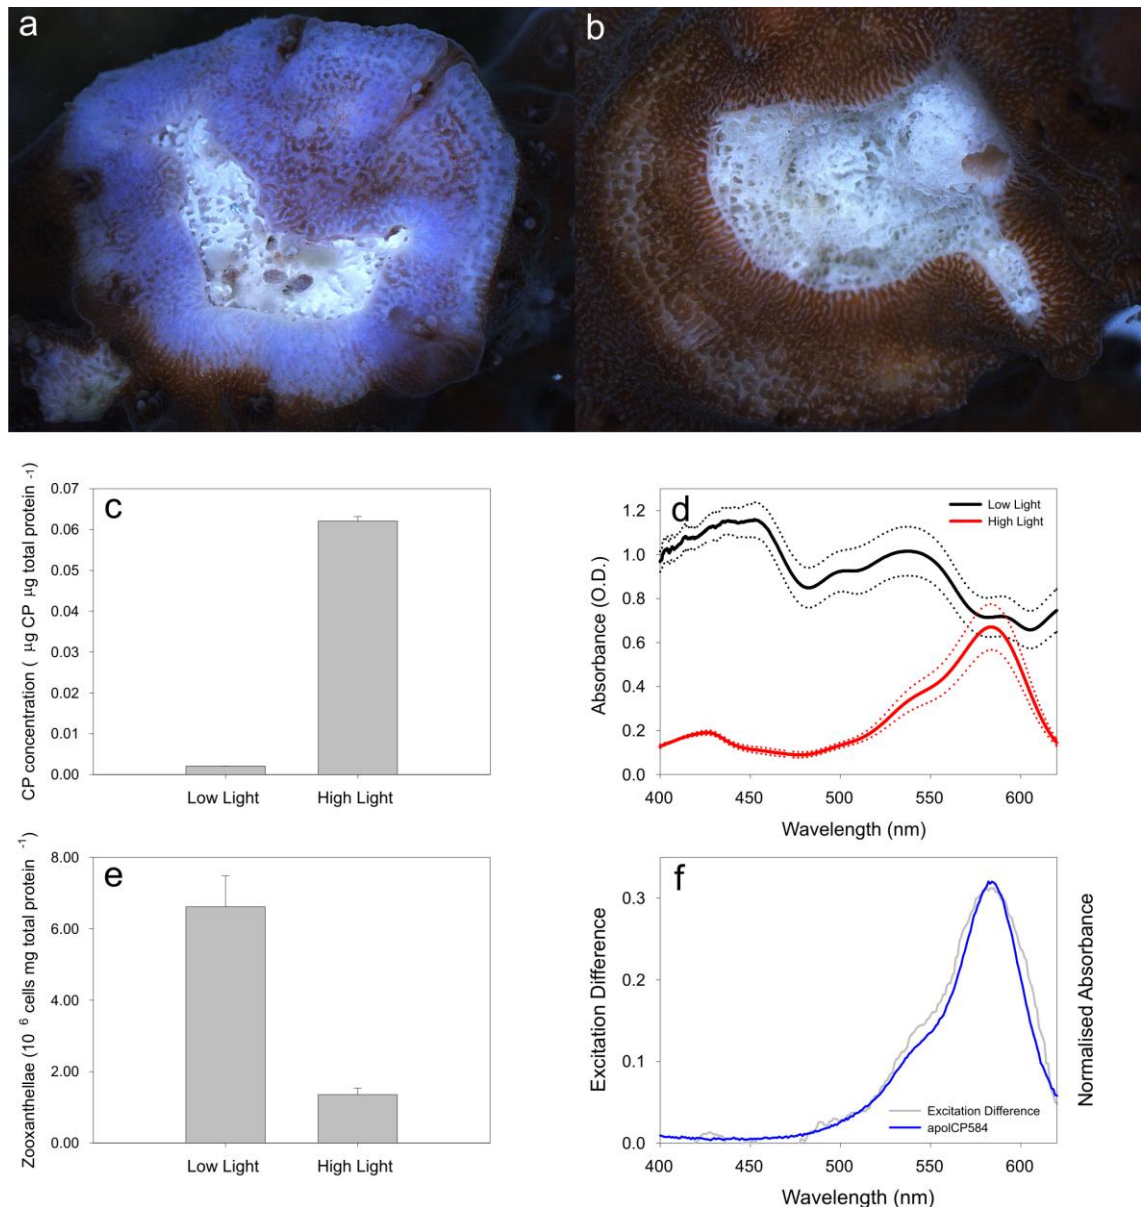 a
b
c
CP concentration ( μg CP μg total protein -1)
0.07
0.06
0.05
0.04
0.03
0.02
0.01
0.00
Low Light
High Light
d
Low Light
High Light
Absorbance (O.D.)
1.2
1.0
0.8
0.6
0.4
0.2
0.0
400
450
500
550
600
Wavelength (nm)
e
Zooxanthellae (10 6 cells mg total protein -1)
8.00
6.00
4.00
2.00
0.00
Low Light
High Light
f
Excitation Difference
0.3
0.2
0.1
0.0
Excitation Difference
apolCP584
Normalised Absorbance
400
450
500
550
600
Wavelength (nm)